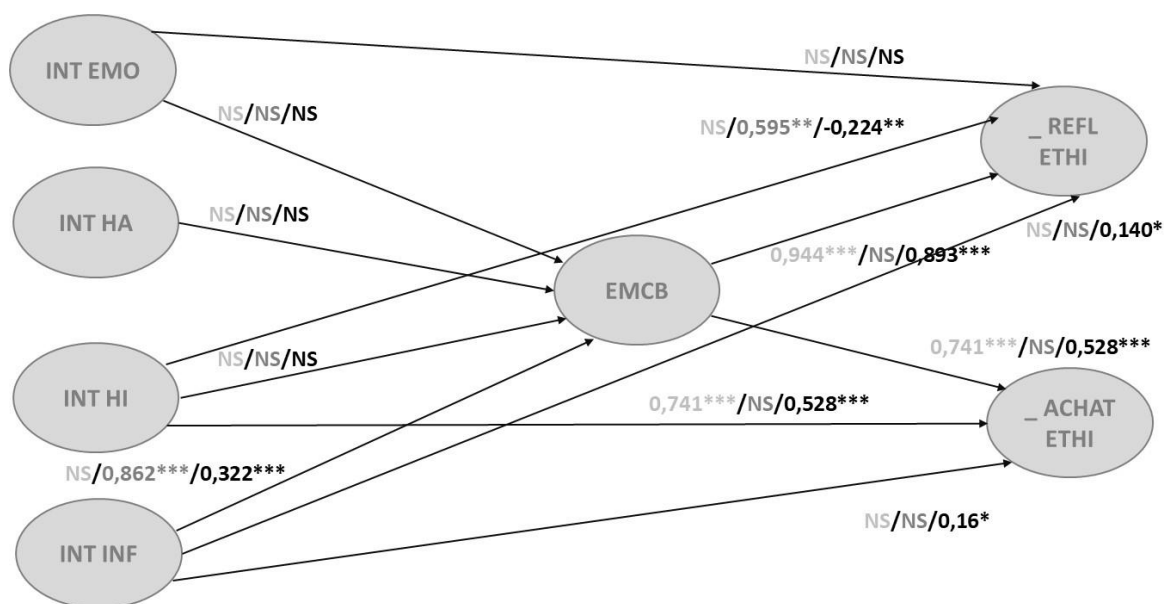 INT EMO
NS/NS/NS
NS/NS/NS
NS/0,595**/-0,224**
_ REFL
ETHI
INT HA
NS/NS/NS
NS/NS/0,140*
0,944***/NS/0,893***
EMCB
NS/NS/NS
0,741***/NS/0,528***
INT HI
0,741***/NS/0,528***
_ ACHAT
ETHI
NS/0,862***/0,322***
NS/NS/0,16*
INT INF